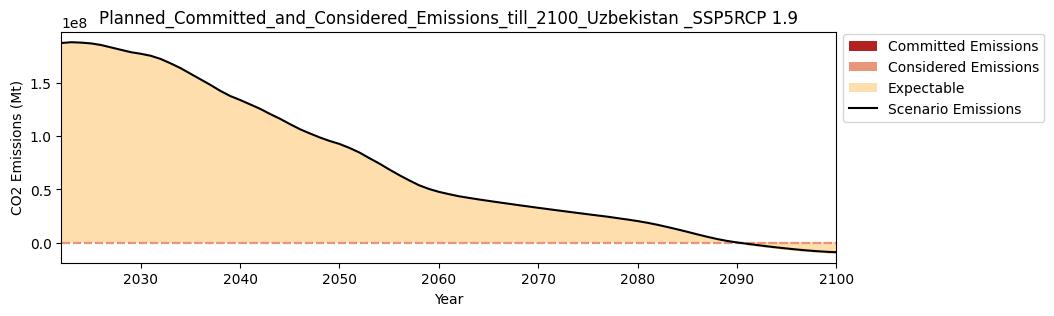 Planned_Committed_and_Considered_Emissions_till_2100_Uzbekistan _SSP5RCP 1.9
1e8
CO2 Emissions (Mt)
1.5
1.0
0.5
0.0
2030 2040 2050 2060 2070 2080 2090 2100
Year
Committed Emissions
Considered Emissions
Expectable
Scenario Emissions